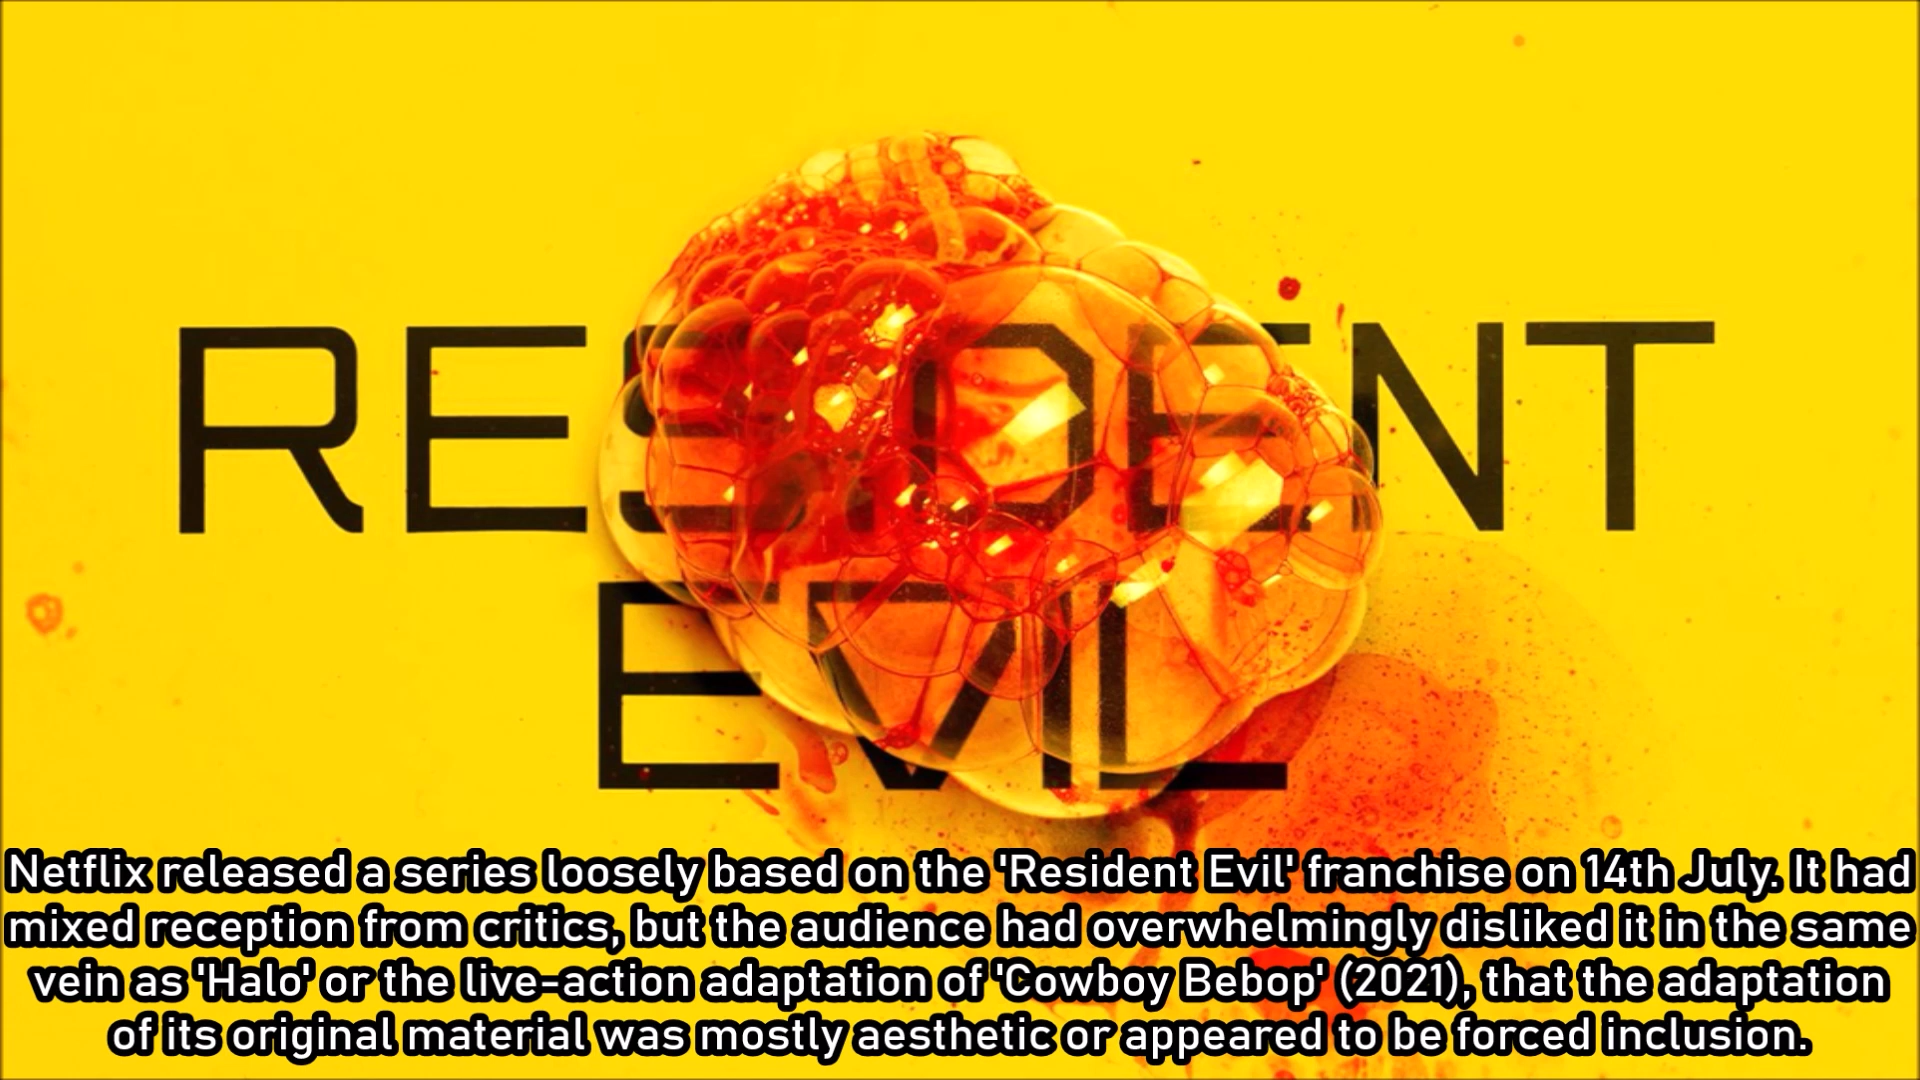 RESIDENT
EVIL
Netflix released a series loosely based on the 'Resident Evil' franchise on 14th July. It had
mixed reception from critics, but the audience had overwhelmingly disliked it in the same
vein as 'Halo' or the live-action adaptation of 'Cowboy Bebop' (2021), that the adaptation
of its original material was mostly aesthetic or appeared to be forced inclusion.